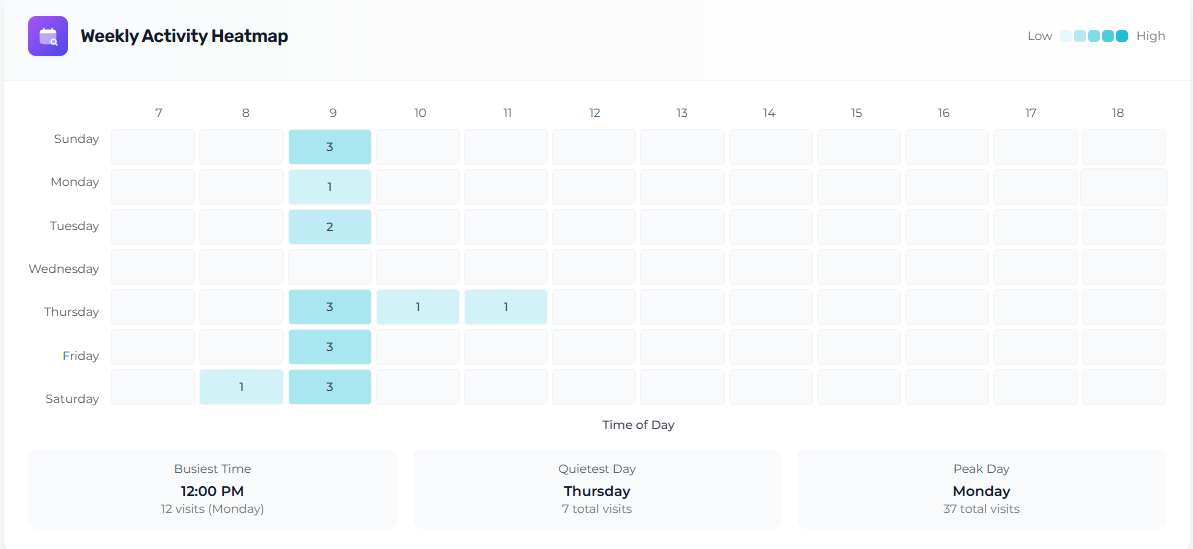 Weekly Activity Heatmap
Low High
7 8 9 10 11 12 13 14 15 16 17 18
Sunday 3
Monday 1
Tuesday 2
Wednesday
Thursday 3 1 1
Friday 3
Saturday 1 3
Time of Day
Busiest Time
12:00 PM
12 visits (Monday)
Quietest Day
Thursday
7 total visits
Peak Day
Monday
37 total visits